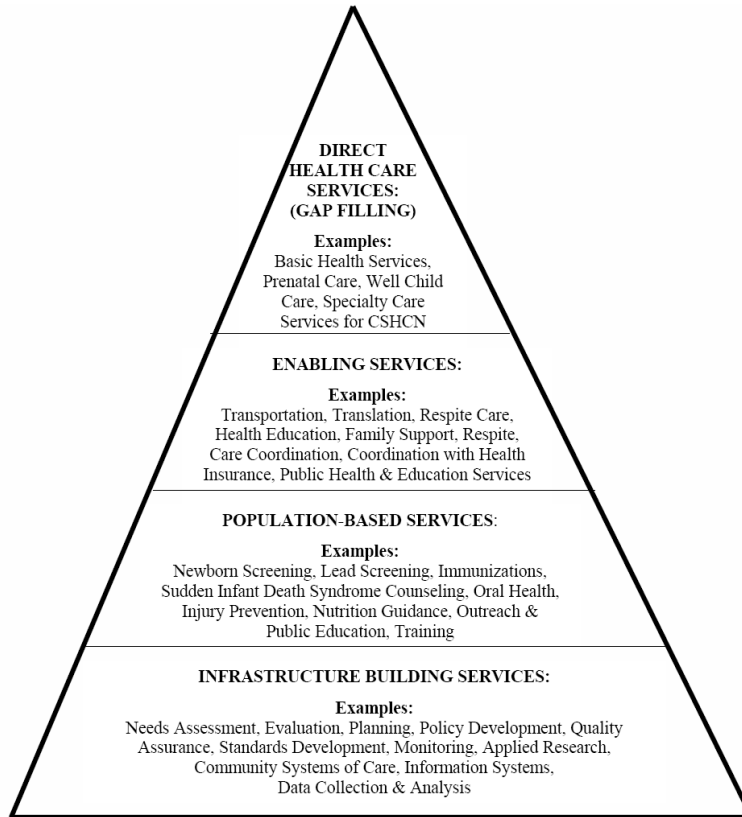 DIRECT
HEALTH CARE
SERVICES:
(GAP FILLING)
Examples:
Basic Health Services,
Prenatal Care, Well Child
Care, Specialty Care
Services for CSHCN
ENABLING SERVICES:
Examples:
Transportation, Translation, Respite Care,
Health Education, Family Support, Respite,
Care Coordination, Coordination with Health
Insurance, Public Health & Education Services
POPULATION-BASED SERVICES:
Examples:
Newborn Screening, Lead Screening, Immunizations,
Sudden Infant Death Syndrome Counseling, Oral Health,
Injury Prevention, Nutrition Guidance, Outreach &
Public Education, Training
INFRASTRUCTURE BUILDING SERVICES:
Examples:
Needs Assessment, Evaluation, Planning, Policy Development, Quality
Assurance, Standards Development, Monitoring, Applied Research,
Community Systems of Care, Information Systems,
Data Collection & Analysis